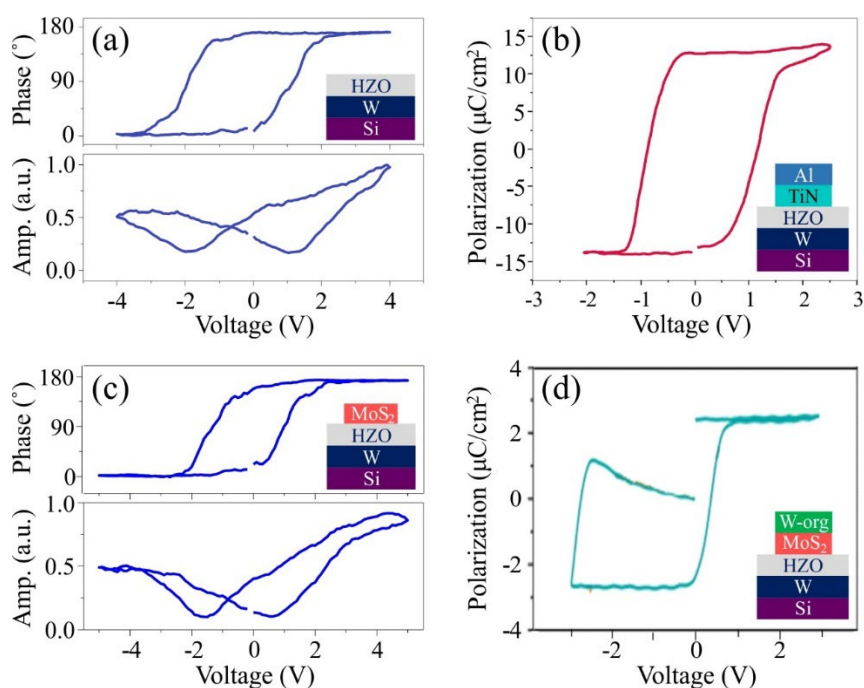 (a)
Phase (°)
180
90
0
HZO
W
Si
Amp. (a.u.)
1.0
0.5
0.0
-4 -2 0 2 4
Voltage (V)
(b)
Polarization (μC/cm²)
15
10
5
0
-5
-10
-15
Al
TiN
HZO
W
Si
-3 -2 -1 0 1 2 3
Voltage (V)
(c)
Phase (°)
180
90
0
MoS₂
HZO
W
Si
Amp. (a.u.)
1.0
0.5
0.0
-4 -2 0 2 4
Voltage (V)
(d)
Polarization (μC/cm²)
4
2
0
-2
-4
W-org
MoS₂
HZO
W
Si
-2 0 2
Voltage (V)